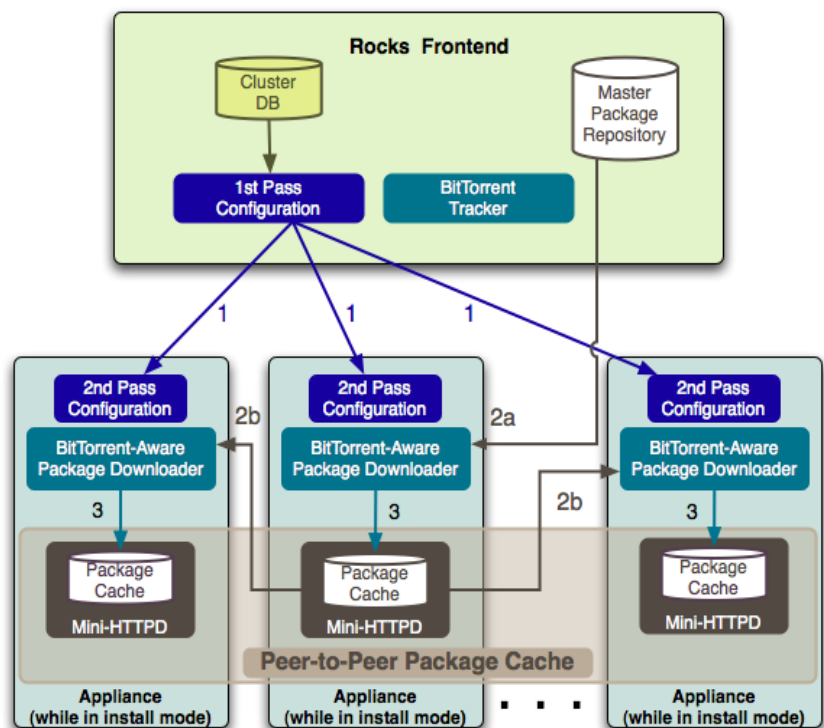 Rocks Frontend
Cluster
DB
Master
Package
Repository
1st Pass
Configuration
BitTorrent
Tracker
1
1
1
2nd Pass
Configuration
2nd Pass
Configuration
2nd Pass
Configuration
2b
2a
BitTorrent-Aware
Package Downloader
BitTorrent-Aware
Package Downloader
BitTorrent-Aware
Package Downloader
2b
3
3
3
Package
Cache
Mini-HTTPD
Package
Cache
Mini-HTTPD
Package
Cache
Mini-HTTPD
Peer-to-Peer Package Cache
Appliance
(while in install mode)
Appliance
(while in install mode)
. . .
Appliance
(while in install mode)